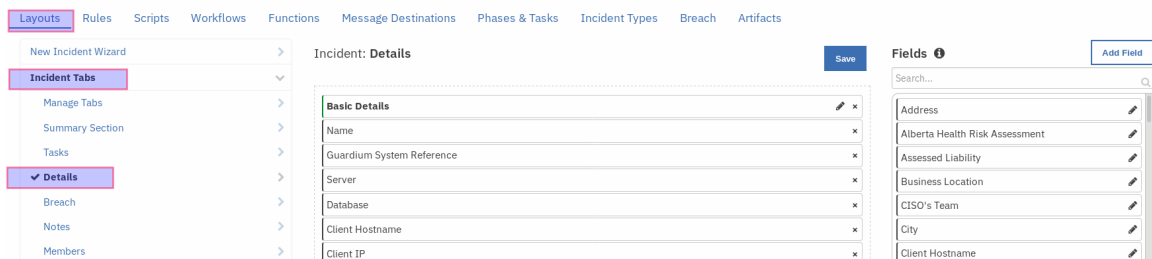 Layouts Rules Scripts Workflows Functions Message Destinations Phases & Tasks Incident Types Breach Artifacts
New Incident Wizard
Incident Tabs
Manage Tabs
Summary Section
Tasks
Details
Breach
Notes
Members
Incident: Details
Save
Basic Details
Name
Guardium System Reference
Server
Database
Client Hostname
Client IP
Fields
Add Field
Search...
Address
Alberta Health Risk Assessment
Assessed Liability
Business Location
CISO's Team
City
Client Hostname